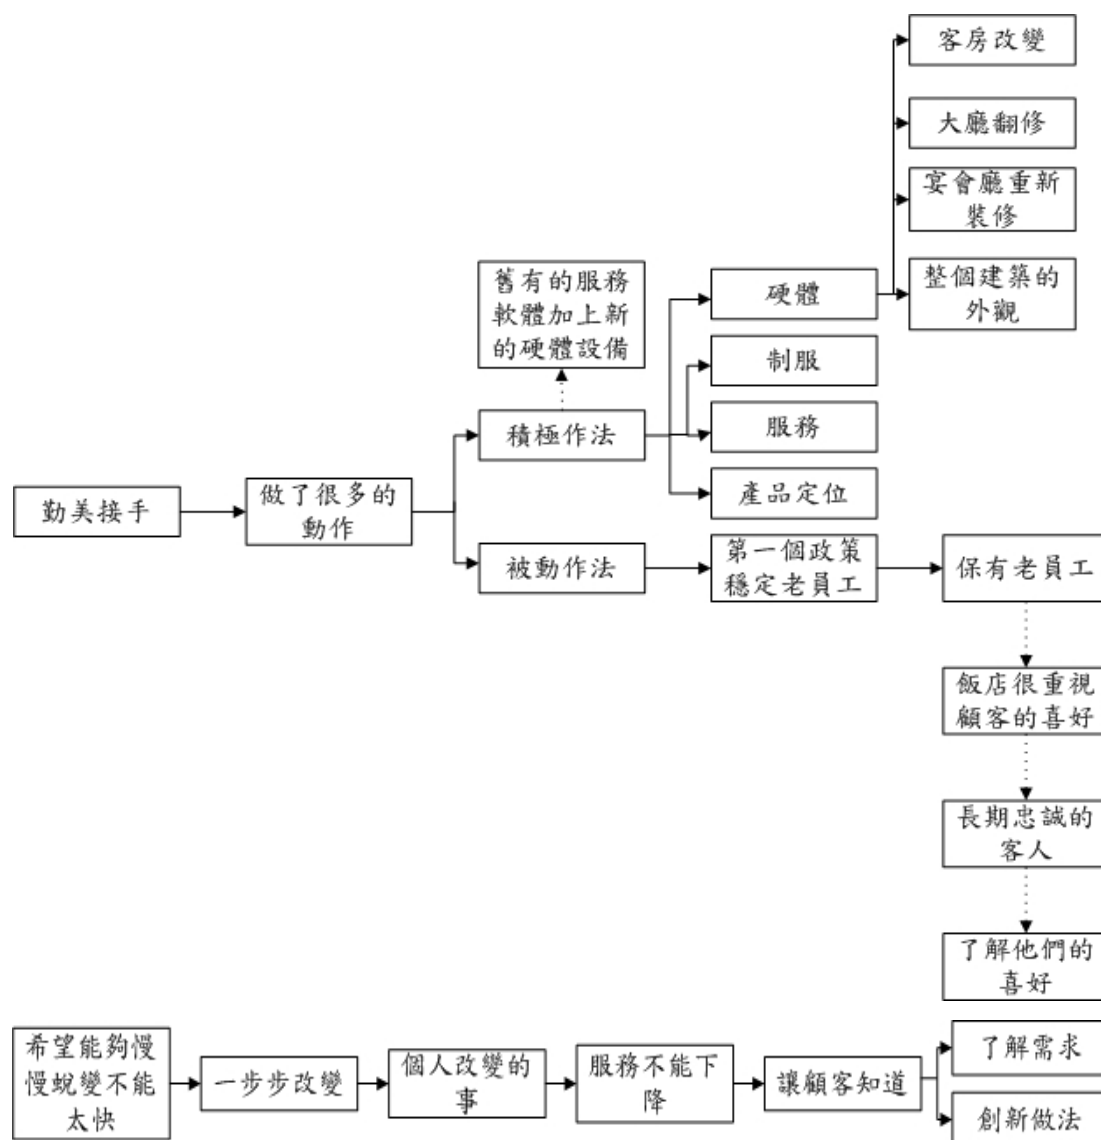 客房改變
大廳翻修
宴會廳重新
裝修
舊有的服務
軟體加上新
的硬體設備
硬體
整個建築的
外觀
制服
積極作法
服務
勤美接手
做了很多的
動作
產品定位
被動作法
第一個政策
穩定老員工
保有老員工
飯店很重視
顧客的喜好
長期忠誠的
客人
了解他們的
喜好
希望能夠慢
慢蛻變不能
太快
一步步改變
個人改變的
事
服務不能下
降
讓顧客知道
了解需求
創新做法